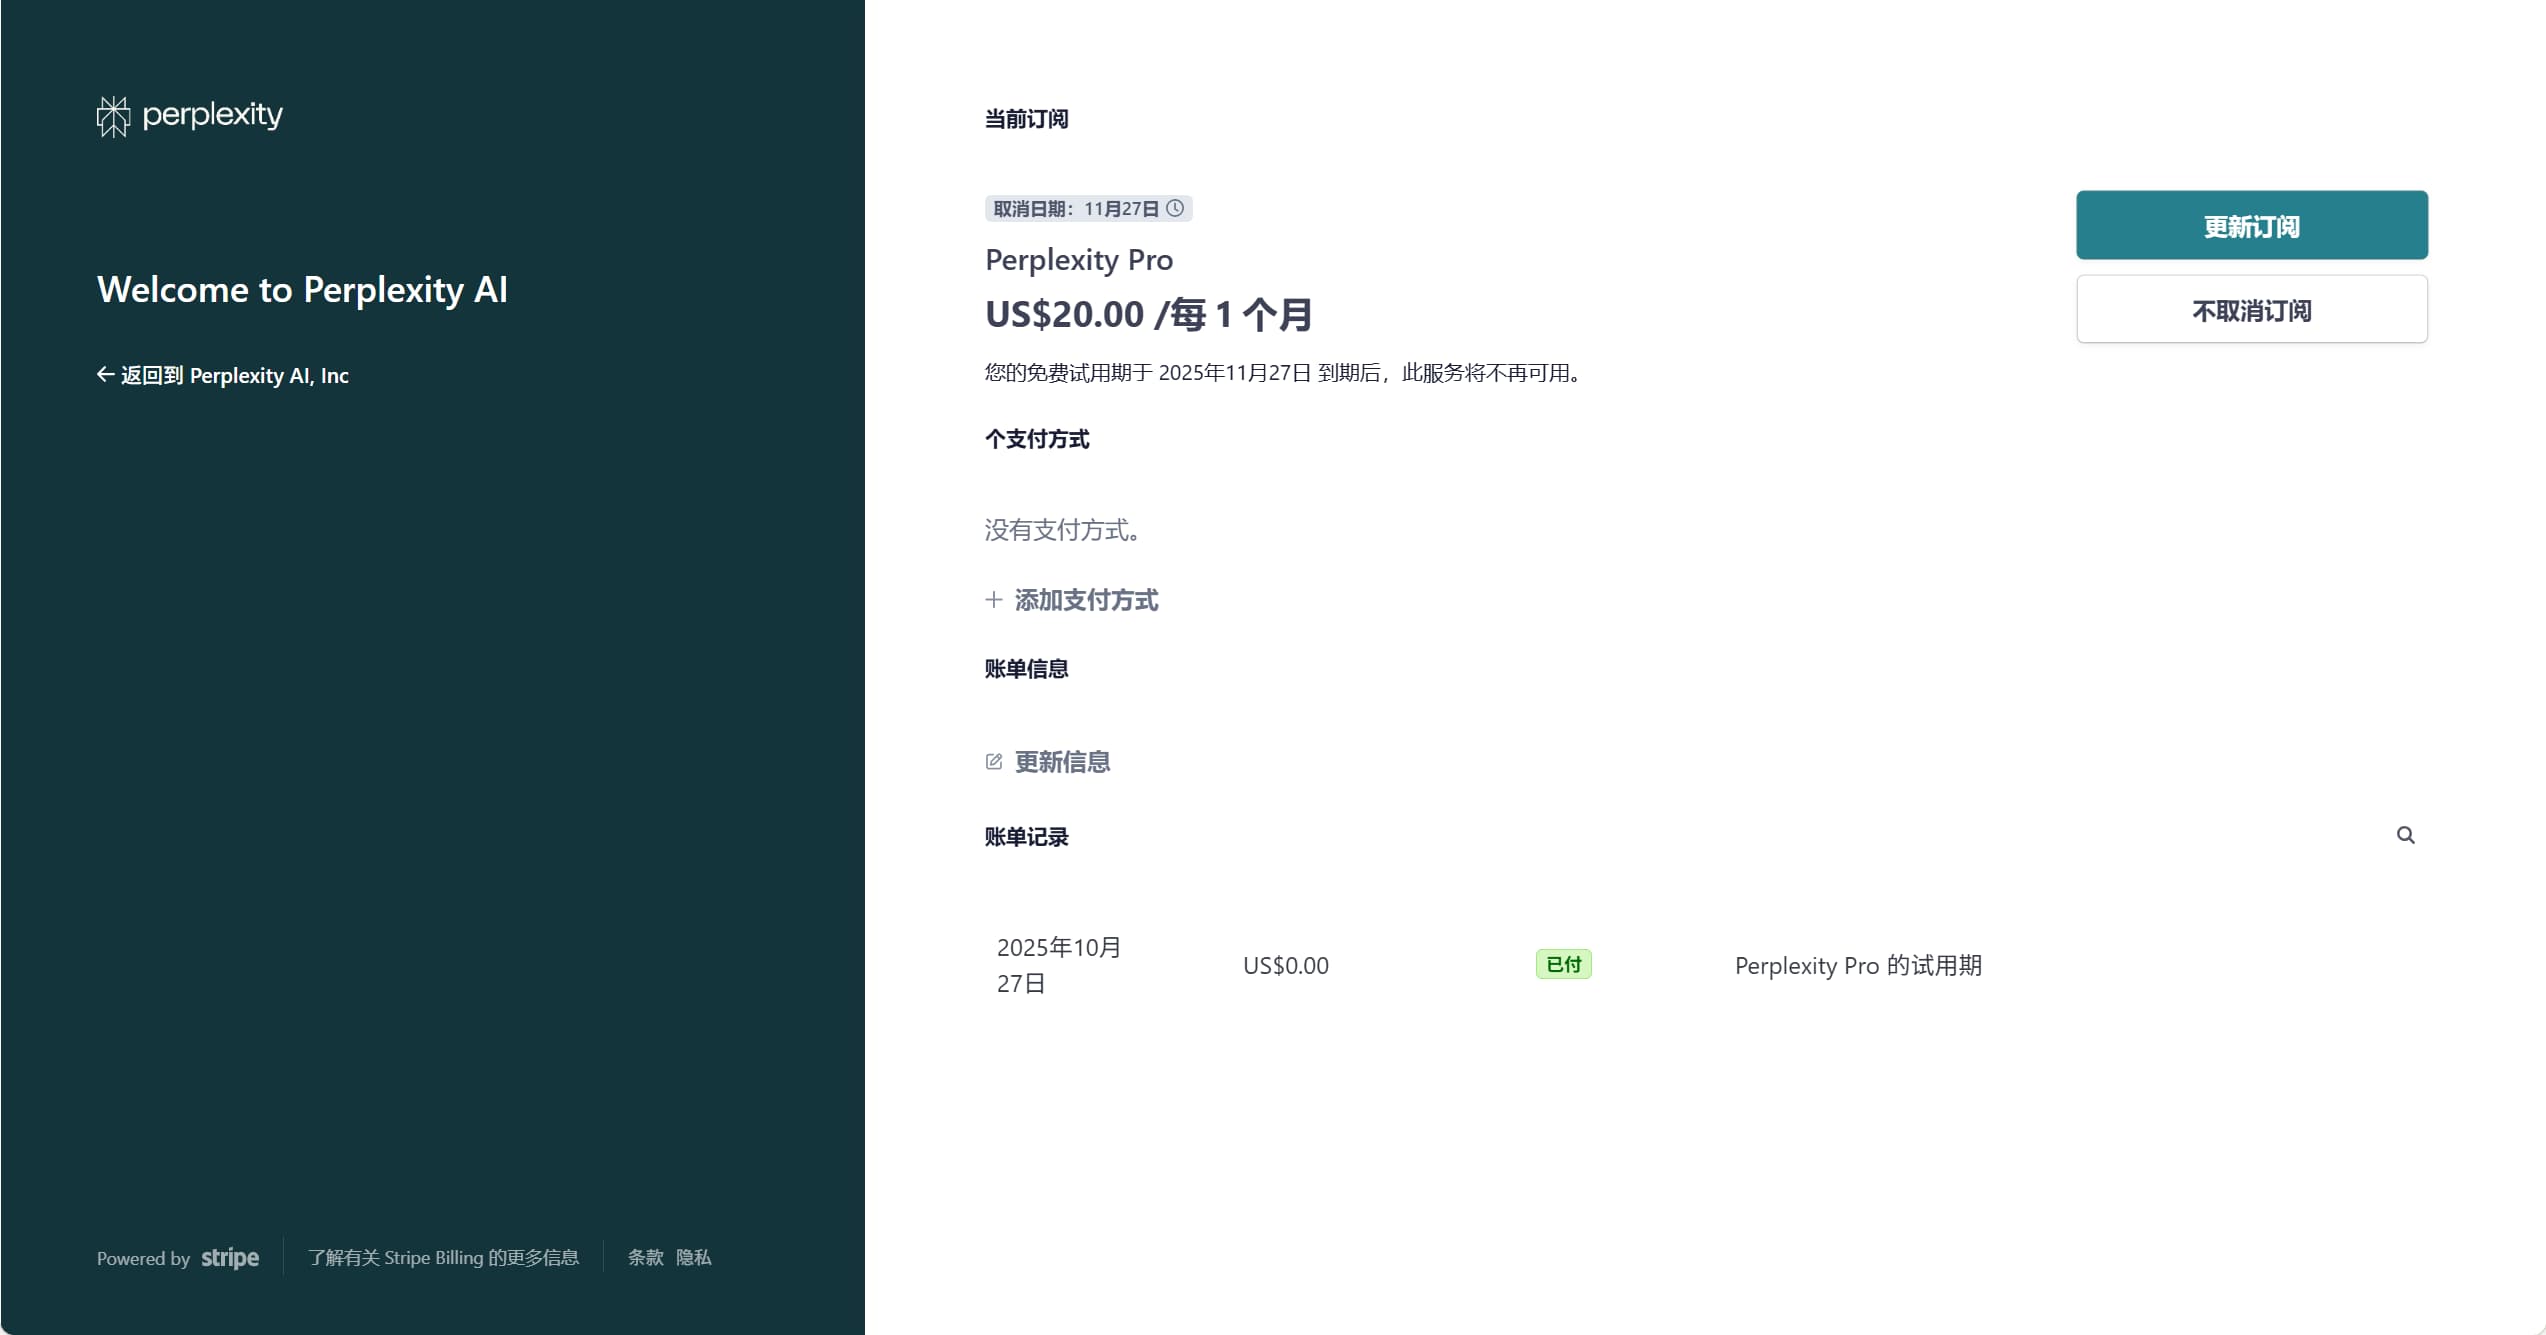 perplexity
Welcome to Perplexity AI
返回到 Perplexity AI, Inc
Powered by stripe
了解有关 Stripe Billing 的更多信息
条款 隐私
当前订阅
取消日期：11月27日
Perplexity Pro
US$20.00 /每 1 个月
您的免费试用期于 2025年11月27日 到期后，此服务将不再可用。
更新订阅
不取消订阅
个支付方式
没有支付方式。
添加支付方式
账单信息
更新信息
账单记录
2025年10月
27日
US$0.00
已付
Perplexity Pro 的试用期